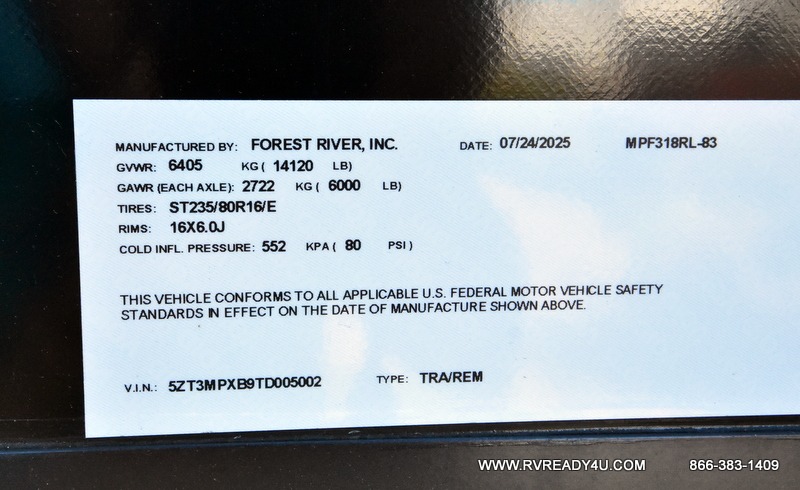 MANUFACTURED BY: FOREST RIVER, INC. DATE: 07/24/2025 MPF318RL-83
GVWR: 6405 KG ( 14120 LB)
GAWR (EACH AXLE): 2722 KG ( 6000 LB)
TIRES: ST235/80R16/E
RIMS: 16X6.0J
COLD INFL. PRESSURE: 552 KPA ( 80 PSI )
THIS VEHICLE CONFORMS TO ALL APPLICABLE U.S. FEDERAL MOTOR VEHICLE SAFETY
STANDARDS IN EFFECT ON THE DATE OF MANUFACTURE SHOWN ABOVE.
V.I.N.: 5ZT3MPXB9TD005002 TYPE: TRA/REM
WWW.RVREADY4U.COM 866-383-1409